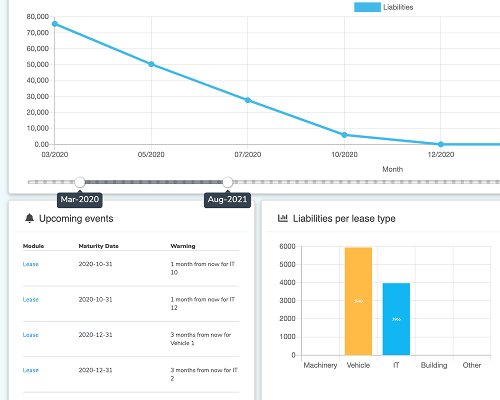 Liabilities
80,000
70,000
60,000
50,000
40,000
30,000
20,000
10,000
0.00
03/2020 05/2020 07/2020 10/2020 12/2020
Month
Mar-2020 Aug-2021
Upcoming events
Module Maturity Date Warning
Lease 2020-10-31 1 month from now for IT
10
Lease 2020-10-31 1 month from now for IT
12
Lease 2020-12-31 3 months from now for
Vehicle 1
Lease 2020-12-31 3 months from now for IT
2
Liabilities per lease type
6000
5000
4000
3000
2000
1000
0
Machinery Vehicle IT Building Other